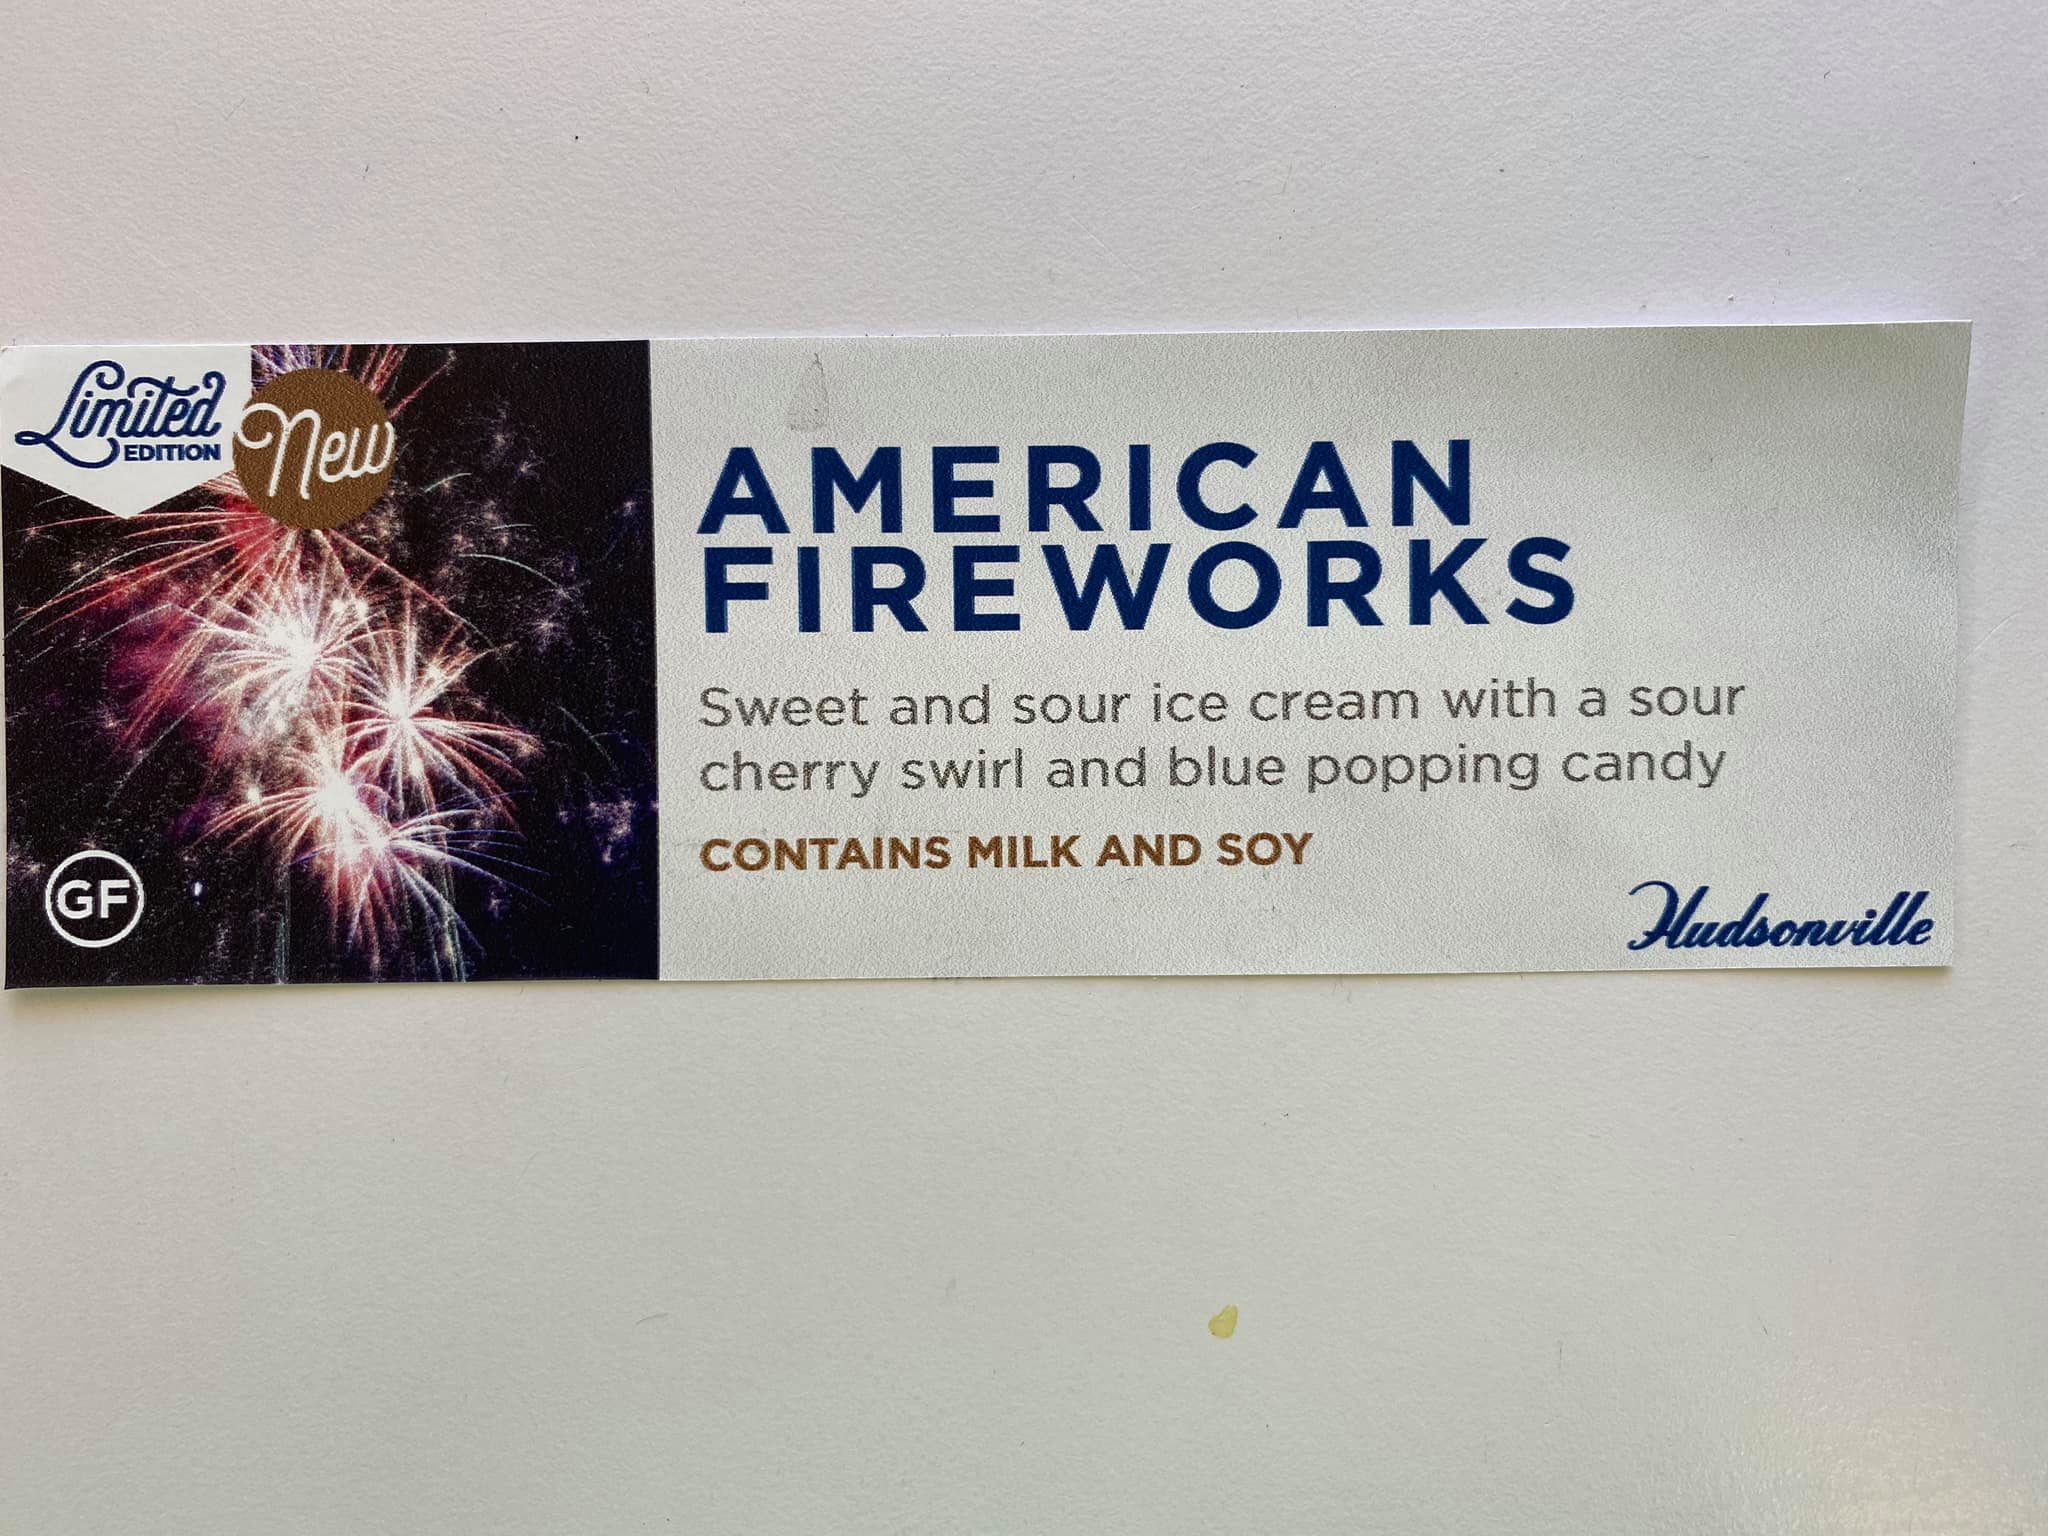 Limited
EDITION
New
AMERICAN
FIREWORKS
Sweet and sour ice cream with a sour
cherry swirl and blue popping candy
CONTAINS MILK AND SOY
GF
Hudsonville